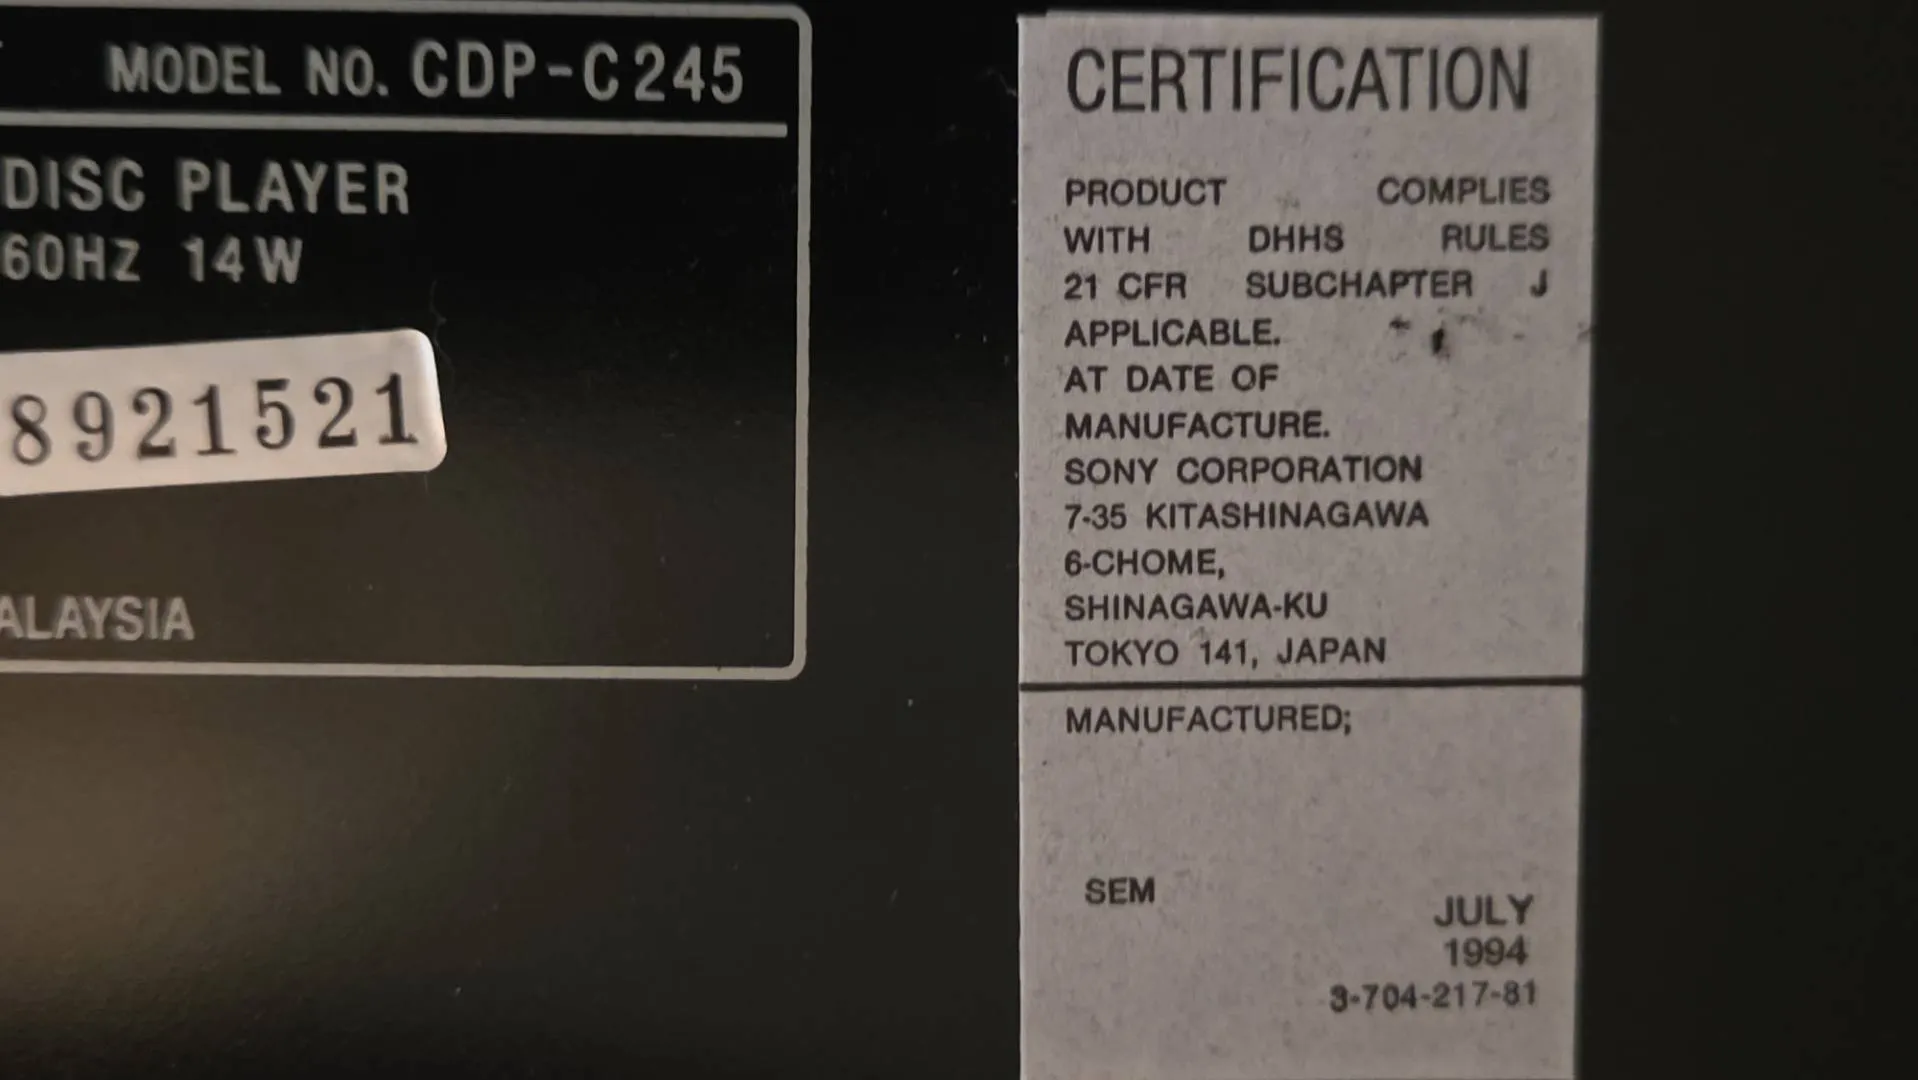 MODEL NO. CDP-C245
DISC PLAYER
60HZ 14W
8921521
ALAYSIA
CERTIFICATION
PRODUCT COMPLIES
WITH DHHS RULES
21 CFR SUBCHAPTER J
APPLICABLE.
AT DATE OF
MANUFACTURE.
SONY CORPORATION
7-35 KITASHINAGAWA
6-CHOME,
SHINAGAWA-KU
TOKYO 141, JAPAN
MANUFACTURED;
SEM
JULY
1994
3-704-217-81